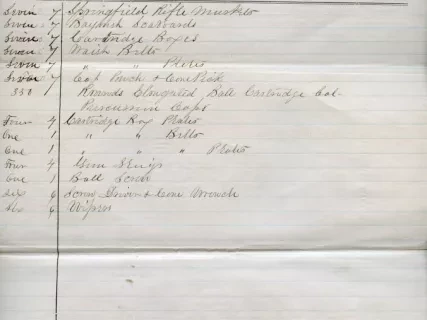 Seven 7 Springfield Rifle Muskets
Seven 7 Bayonet Scabbards
Seven 7 Cartridge Boxes
Seven 7 Waist Belts
Seven 7 " " Plates
Seven 7 Cap Pouch & Cone Pick
350 Rounds Elongated Ball Cartridge Cal.
Percussion Caps
Four 4 Cartridge Box Plates
One 1 " " Belts
One 1 " " " Plates
Four 4 Gun Slings
One 1 Ball Screw
Six 6 Screw Driver & Cone Wrench
Six 6 Wipers